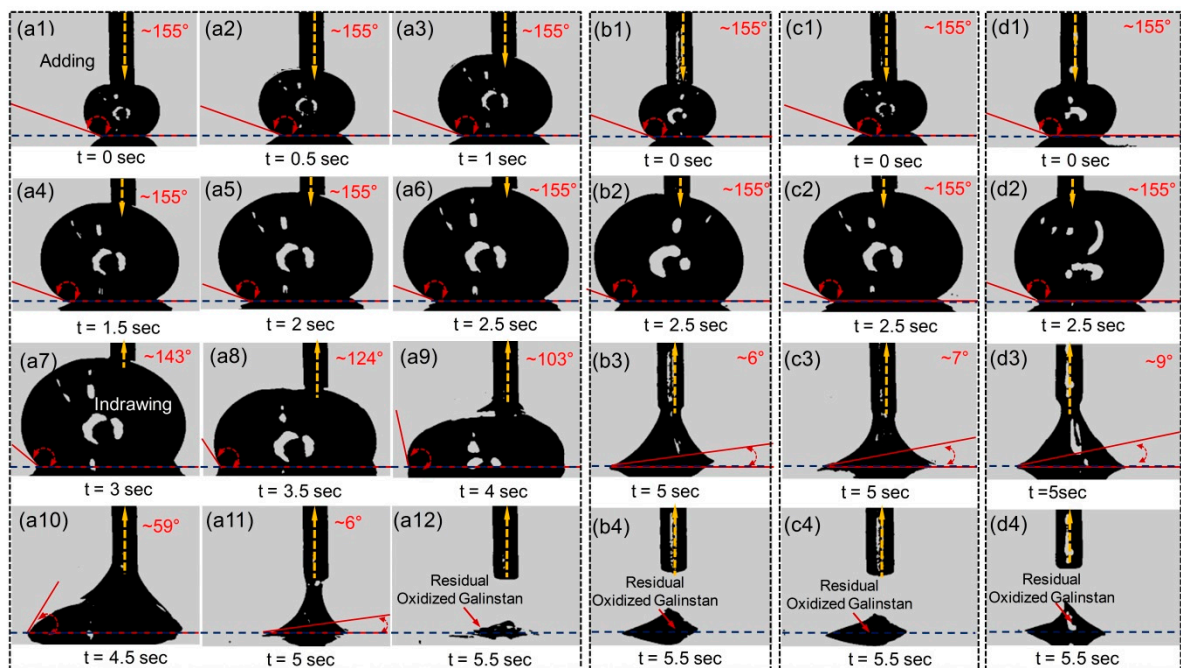 (a1) ~155°
Adding
t = 0 sec
(a2) ~155°
t = 0.5 sec
(a3) ~155°
t = 1 sec
(b1) ~155°
t = 0 sec
(c1) ~155°
t = 0 sec
(d1) ~155°
t = 0 sec
(a4) ~155°
t = 1.5 sec
(a5) ~155°
t = 2 sec
(a6) ~155°
t = 2.5 sec
(b2) ~155°
t = 2.5 sec
(c2) ~155°
t = 2.5 sec
(d2) ~155°
t = 2.5 sec
(a7) ~143°
Indrawing
t = 3 sec
(a8) ~124°
t = 3.5 sec
(a9) ~103°
t = 4 sec
(b3) ~6°
t = 5 sec
(c3) ~7°
t = 5 sec
(d3) ~9°
t =5sec
(a10) ~59°
t = 4.5 sec
(a11) ~6°
t = 5 sec
(a12)
Residual
Oxidized Galinstan
t = 5.5 sec
(b4)
Residual
Oxidized Galinstan
t = 5.5 sec
(c4)
Residual
Oxidized Galinstan
t = 5.5 sec
(d4)
Residual
Oxidized Galinstan
t = 5.5 sec